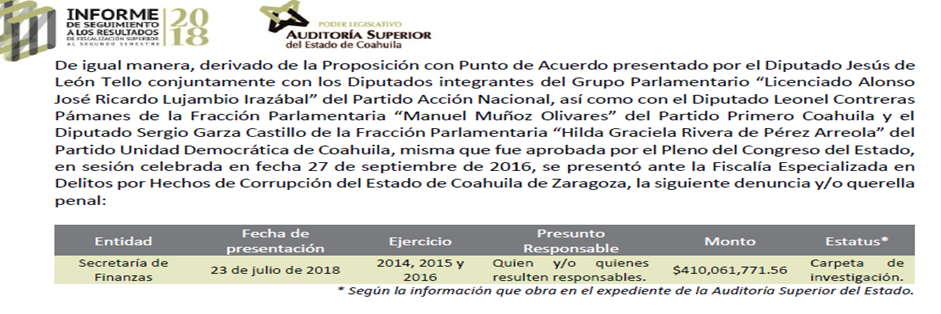 INFORME
DE SEGUIMIENTO
A LOS RESULTADOS
DE FISCALIZACIÓN SUPERIOR
AL SEGUNDO SEMESTRE
2018
PODER LEGISLATIVO
AUDITORÍA SUPERIOR
del Estado de Coahuila
De igual manera, derivado de la Proposición con Punto de Acuerdo presentado por el Diputado Jesús de
León Tello conjuntamente con los Diputados integrantes del Grupo Parlamentario “Licenciado Alonso
José Ricardo Lujambio Irazábal” del Partido Acción Nacional, así como con el Diputado Leonel Contreras
Pámanes de la Fracción Parlamentaria “Manuel Muñoz Olivares” del Partido Primero Coahuila y el
Diputado Sergio Garza Castillo de la Fracción Parlamentaria “Hilda Graciela Rivera de Pérez Arreola” del
Partido Unidad Democrática de Coahuila, misma que fue aprobada por el Pleno del Congreso del Estado,
en sesión celebrada en fecha 27 de septiembre de 2016, se presentó ante la Fiscalía Especializada en
Delitos por Hechos de Corrupción del Estado de Coahuila de Zaragoza, la siguiente denuncia y/o querella
penal:
Entidad
Fecha de
presentación
Ejercicio
Presunto
Responsable
Monto
Estatus*
Secretaría de
Finanzas
23 de julio de 2018
2014, 2015 y
2016
Quien y/o quienes
resulten responsables.
$410,061,771.56
Carpeta de
investigación.
* Según la información que obra en el expediente de la Auditoría Superior del Estado.